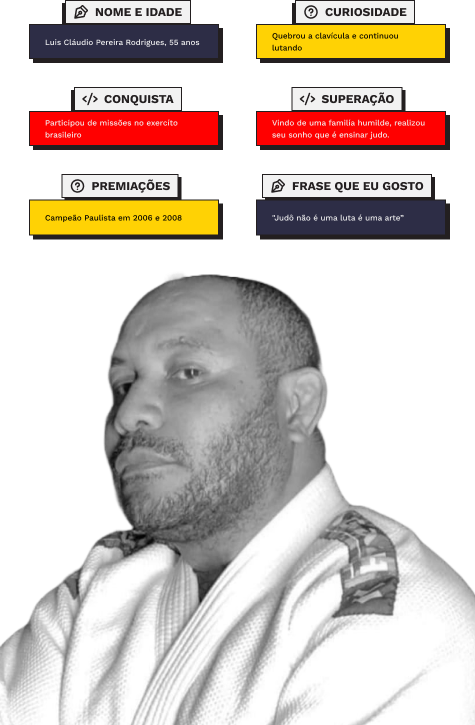 NOME E IDADE
Luis Cláudio Pereira Rodrigues, 55 anos
CURIOSIDADE
Quebrou a clavícula e continuou
lutando
</> CONQUISTA
Participou de missões no exercíto
brasileiro
</> SUPERAÇÃO
Vindo de uma família humilde, realizou
seu sonho que é ensinar judo.
PREMIAÇÕES
Campeão Paulista em 2006 e 2008
FRASE QUE EU GOSTO
"Judô não é uma luta é uma arte"